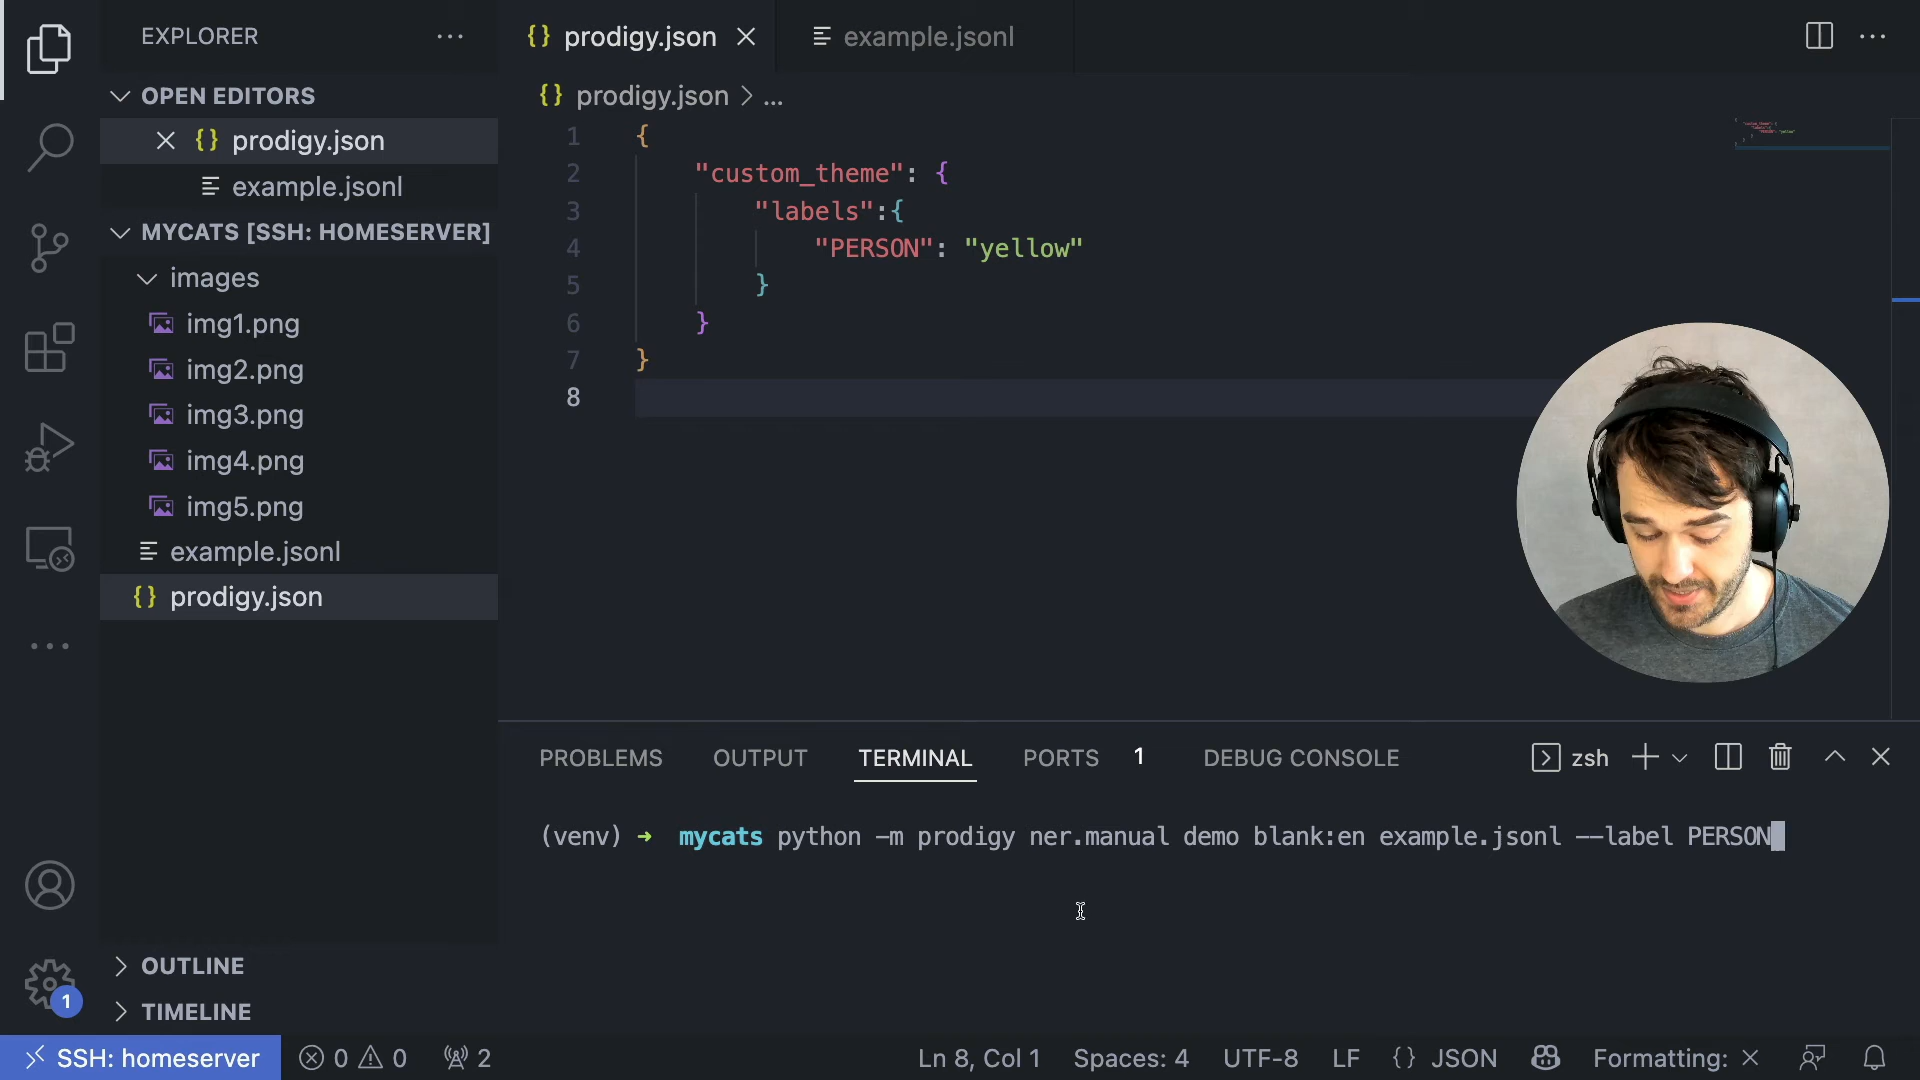 EXPLORER
OPEN EDITORS
prodigy.json
example.jsonl
MYCATS [SSH: HOMESERVER]
images
img1.png
img2.png
img3.png
img4.png
img5.png
example.jsonl
prodigy.json
OUTLINE
TIMELINE
1
prodigy.json
example.jsonl
{} prodigy.json > ...
1 {
2 "custom_theme": {
3 "labels":{
4 "PERSON": "yellow"
5 }
6 }
7 }
8
PROBLEMS OUTPUT TERMINAL PORTS 1 DEBUG CONSOLE zsh
(venv) ➜ mycats python -m prodigy ner.manual demo blank:en example.jsonl --label PERSON
SSH: homeserver 0 0 2 Ln 8, Col 1 Spaces: 4 UTF-8 LF {} JSON Formatting: ×